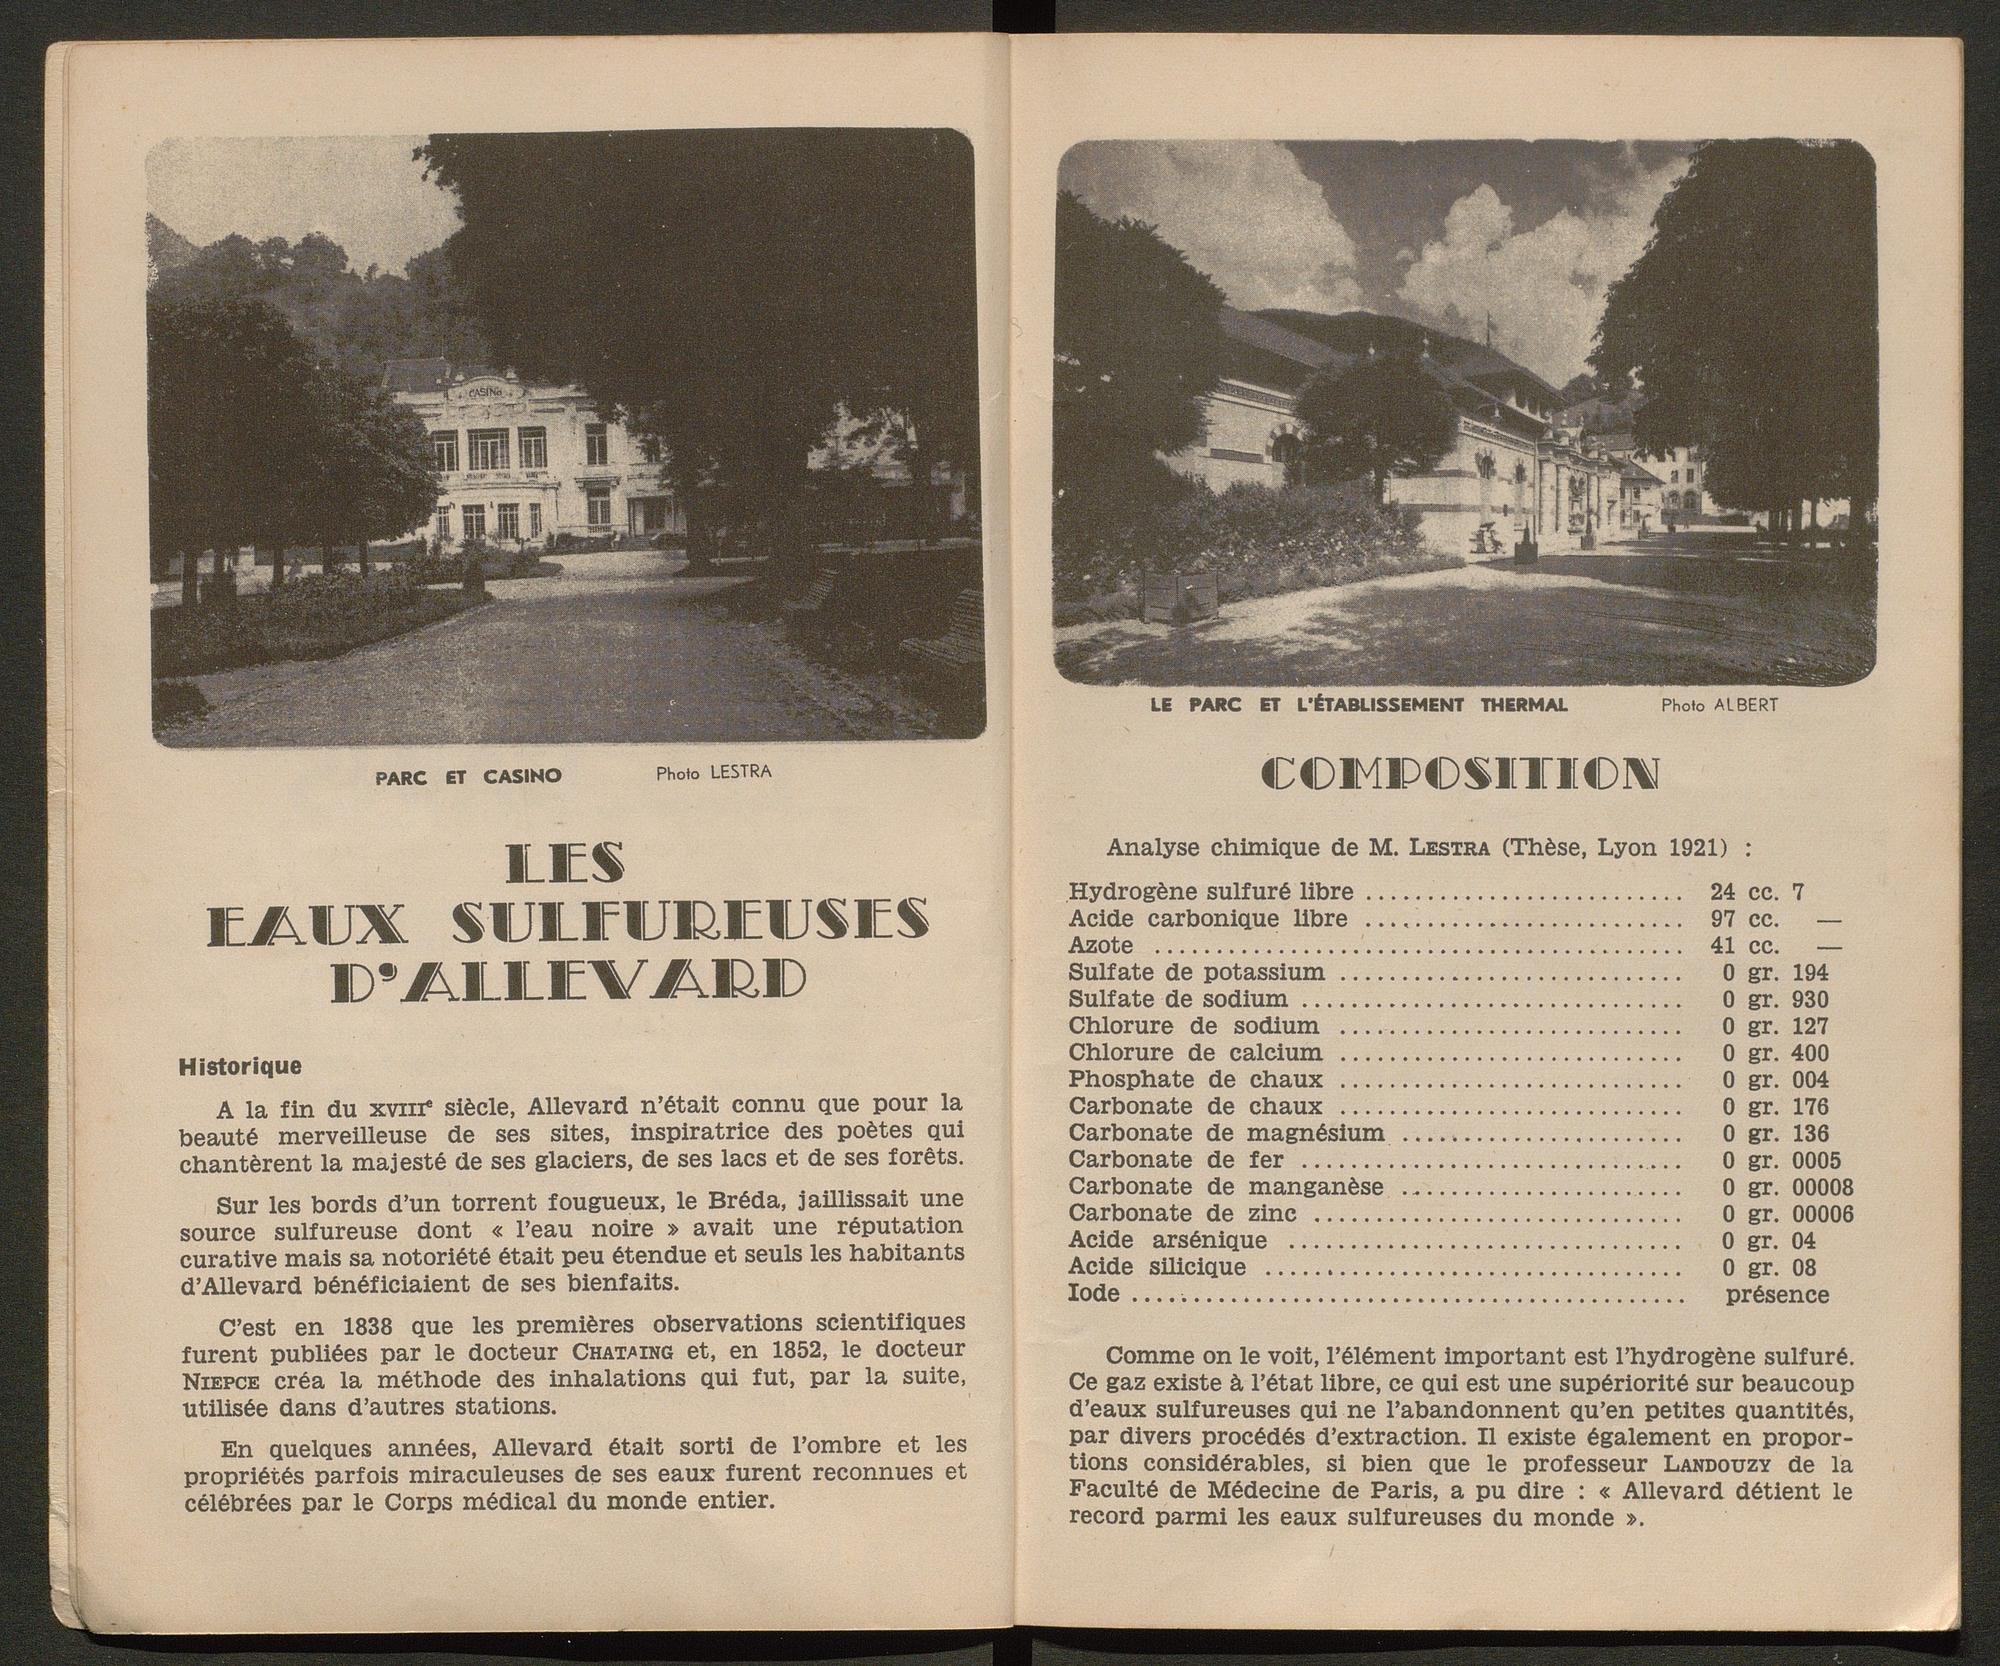 CASINO
PARC ET CASINO Photo LESTRA
LES
EAUX SULFUREUSES
D'ALLEVARD
Historique
A la fin du XVIIIe siècle, Allevard n'était connu que pour la
beauté merveilleuse de ses sites, inspiratrice des poètes qui
chantèrent la majesté de ses glaciers, de ses lacs et de ses forêts.
Sur les bords d'un torrent fougueux, le Bréda, jaillissait une
source sulfureuse dont « l'eau noire » avait une réputation
curative mais sa notoriété était peu étendue et seuls les habitants
d'Allevard bénéficiaient de ses bienfaits.
C'est en 1838 que les premières observations scientifiques
furent publiées par le docteur CHATAING et, en 1852, le docteur
NIEPCE créa la méthode des inhalations qui fut, par la suite,
utilisée dans d'autres stations.
En quelques années, Allevard était sorti de l'ombre et les
propriétés parfois miraculeuses de ses eaux furent reconnues et
célébrées par le Corps médical du monde entier.
LE PARC ET L'ÉTABLISSEMENT THERMAL Photo ALBERT
COMPOSITION
Analyse chimique de M. LESTRA (Thèse, Lyon 1921) :
Hydrogène sulfuré libre .......................... 24 cc. 7
Acide carbonique libre .......................... 97 cc. —
Azote .......................................... 41 cc. —
Sulfate de potassium ............................ 0 gr. 194
Sulfate de sodium ............................... 0 gr. 930
Chlorure de sodium ............................ 0 gr. 127
Chlorure de calcium ............................ 0 gr. 400
Phosphate de chaux ............................ 0 gr. 004
Carbonate de chaux ............................ 0 gr. 176
Carbonate de magnésium ....................... 0 gr. 136
Carbonate de fer ............................... 0 gr. 0005
Carbonate de manganèse ....................... 0 gr. 00008
Carbonate de zinc .............................. 0 gr. 00006
Acide arsénique ................................ 0 gr. 04
Acide silicique .................................. 0 gr. 08
Iode ............................................. présence
Comme on le voit, l'élément important est l'hydrogène sulfuré.
Ce gaz existe à l'état libre, ce qui est une supériorité sur beaucoup
d'eaux sulfureuses qui ne l'abandonnent qu'en petites quantités,
par divers procédés d'extraction. Il existe également en propor-
tions considérables, si bien que le professeur LANDOUZY de la
Faculté de Médecine de Paris, a pu dire : « Allevard détient le
record parmi les eaux sulfureuses du monde ».